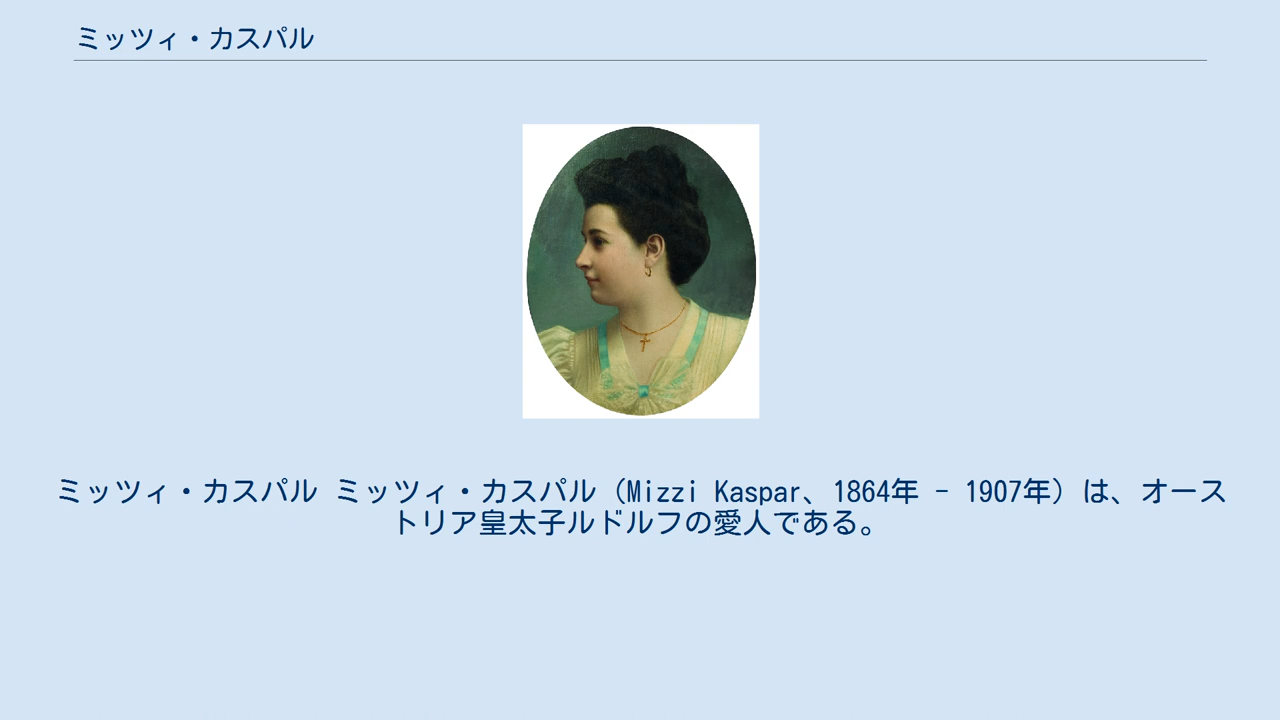 ミッツィ・カスパル
ミッツィ・カスパル ミッツィ・カスパル（Mizzi Kaspar、1864年 - 1907年）は、オース
トリア皇太子ルドルフの愛人である。